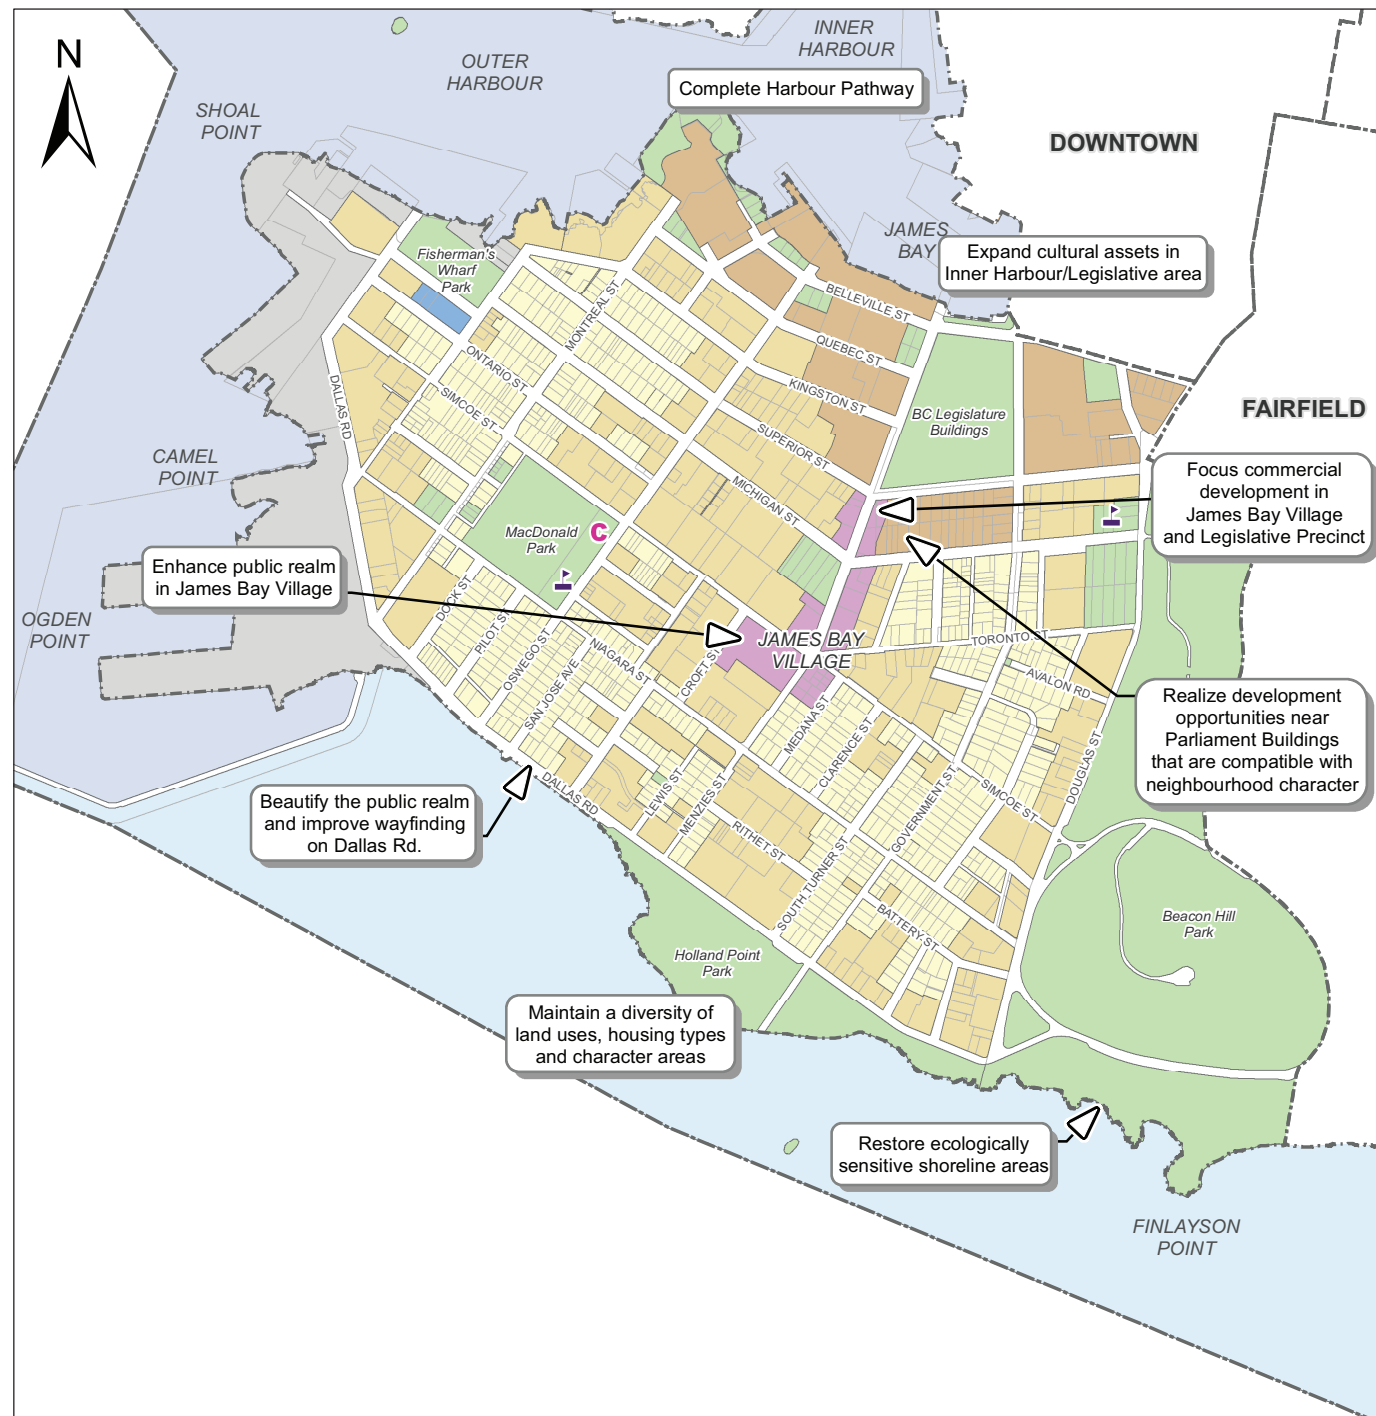 N
OUTER
HARBOUR
INNER
HARBOUR
SHOAL
POINT
Complete Harbour Pathway
DOWNTOWN
JAMES
BAY
Expand cultural assets in
Inner Harbour/Legislative area
Fisherman's
Wharf
Park
BELLEVILLE ST
MONTREAL ST
QUEBEC ST
ONTARIO ST
KINGSTON ST
SIMCOE ST
DALLAS RD
SUPERIOR ST
BC Legislature
Buildings
FAIRFIELD
CAMEL
POINT
MICHIGAN ST
Focus commercial
development in
James Bay Village
and Legislative Precinct
MacDonald
Park
C
Enhance public realm
in James Bay Village
OGDEN
POINT
DOCK ST
PILOT ST
OSWEGO ST
SAN JOSE AVE
NIAGARA ST
CROFT ST
JAMES BAY
VILLAGE
TORONTO ST
AVALON RD
Realize development
opportunities near
Parliament Buildings
that are compatible with
neighbourhood character
MEDANA ST
CLARENCE ST
DOUGLAS ST
SIMCOE ST
GOVERNMENT ST
Beautify the public realm
and improve wayfinding
on Dallas Rd.
DALLAS RD
LEWIS ST
MENZIES ST
RITHET ST
SOUTH TURNER ST
BATTERY ST
Beacon Hill
Park
Holland Point
Park
Maintain a diversity of
land uses, housing types
and character areas
Restore ecologically
sensitive shoreline areas
FINLAYSON
POINT